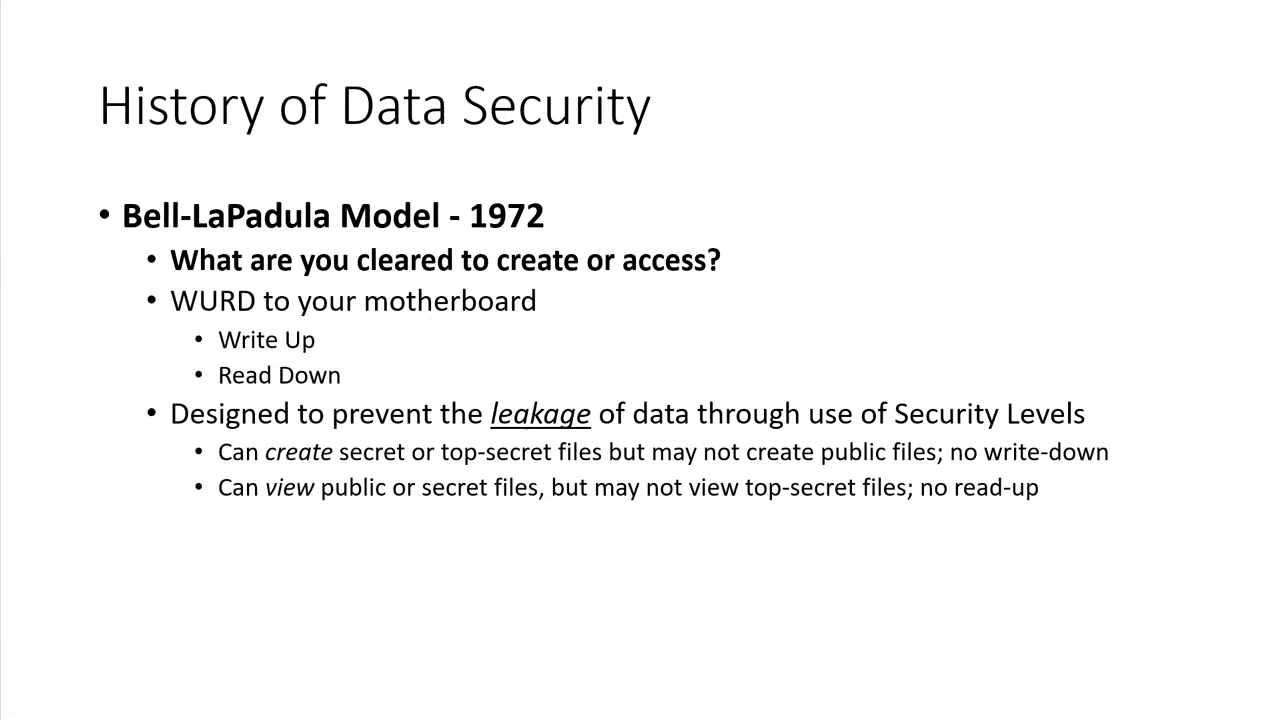 History of Data Security
• Bell-LaPadula Model - 1972
• What are you cleared to create or access?
• WURD to your motherboard
• Write Up
• Read Down
• Designed to prevent the leakage of data through use of Security Levels
• Can create secret or top-secret files but may not create public files; no write-down
• Can view public or secret files, but may not view top-secret files; no read-up